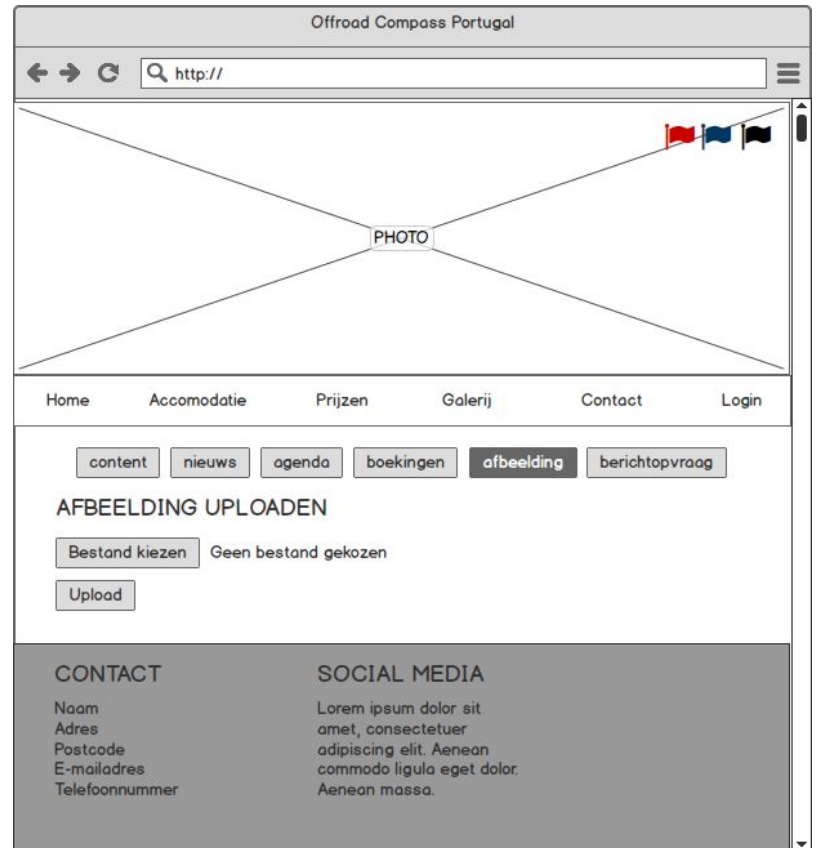 Offroad Compass Portugal
http://
PHOTO
Home Accomodatie Prijzen Galerij Contact Login
content nieuws agenda boekingen afbeelding berichtopvraag
AFBEELDING UPLOADEN
Bestand kiezen Geen bestand gekozen
Upload
CONTACT
Naam
Adres
Postcode
E-mailadres
Telefoonnummer
SOCIAL MEDIA
Lorem ipsum dolor sit
amet, consectetuer
adipiscing elit. Aenean
commodo ligula eget dolor.
Aenean massa.